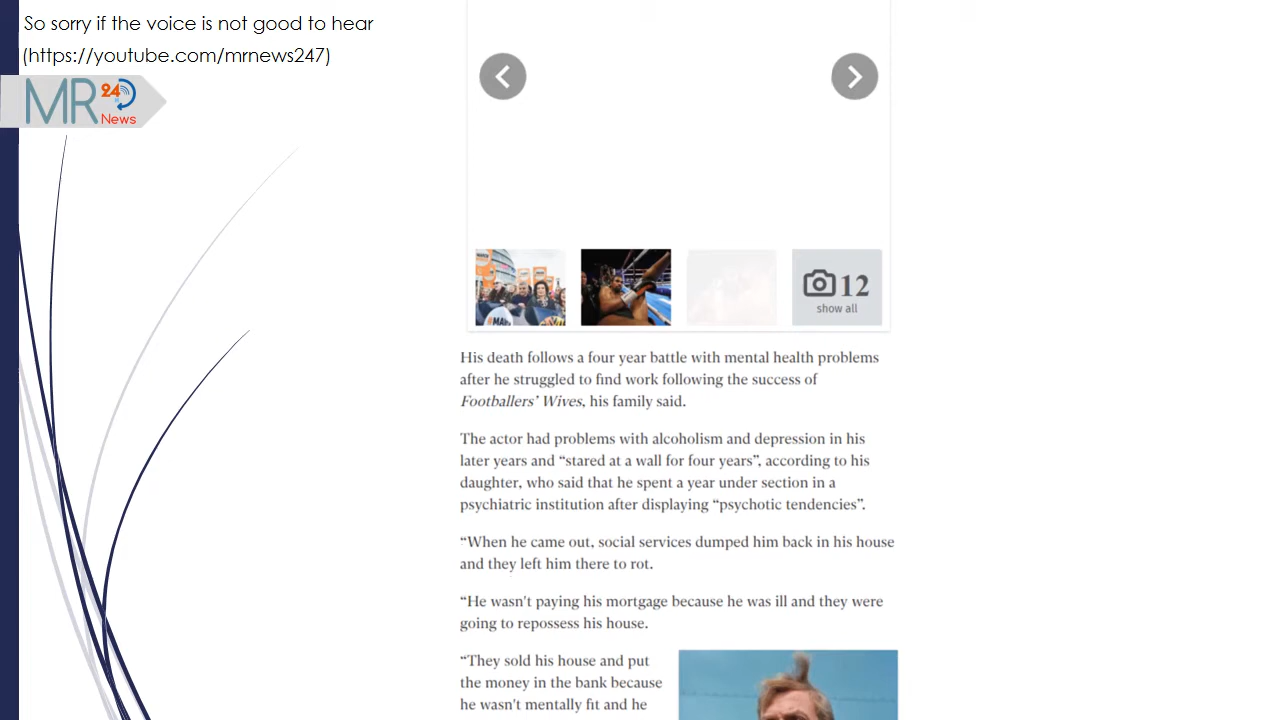 So sorry if the voice is not good to hear
(https://youtube.com/mrnews247)
MR 24
News
12
show all
His death follows a four year battle with mental health problems
after he struggled to find work following the success of
Footballers’ Wives, his family said.
The actor had problems with alcoholism and depression in his
later years and “stared at a wall for four years”, according to his
daughter, who said that he spent a year under section in a
psychiatric institution after displaying “psychotic tendencies”.
“When he came out, social services dumped him back in his house
and they left him there to rot.
“He wasn't paying his mortgage because he was ill and they were
going to repossess his house.
“They sold his house and put
the money in the bank because
he wasn't mentally fit and he